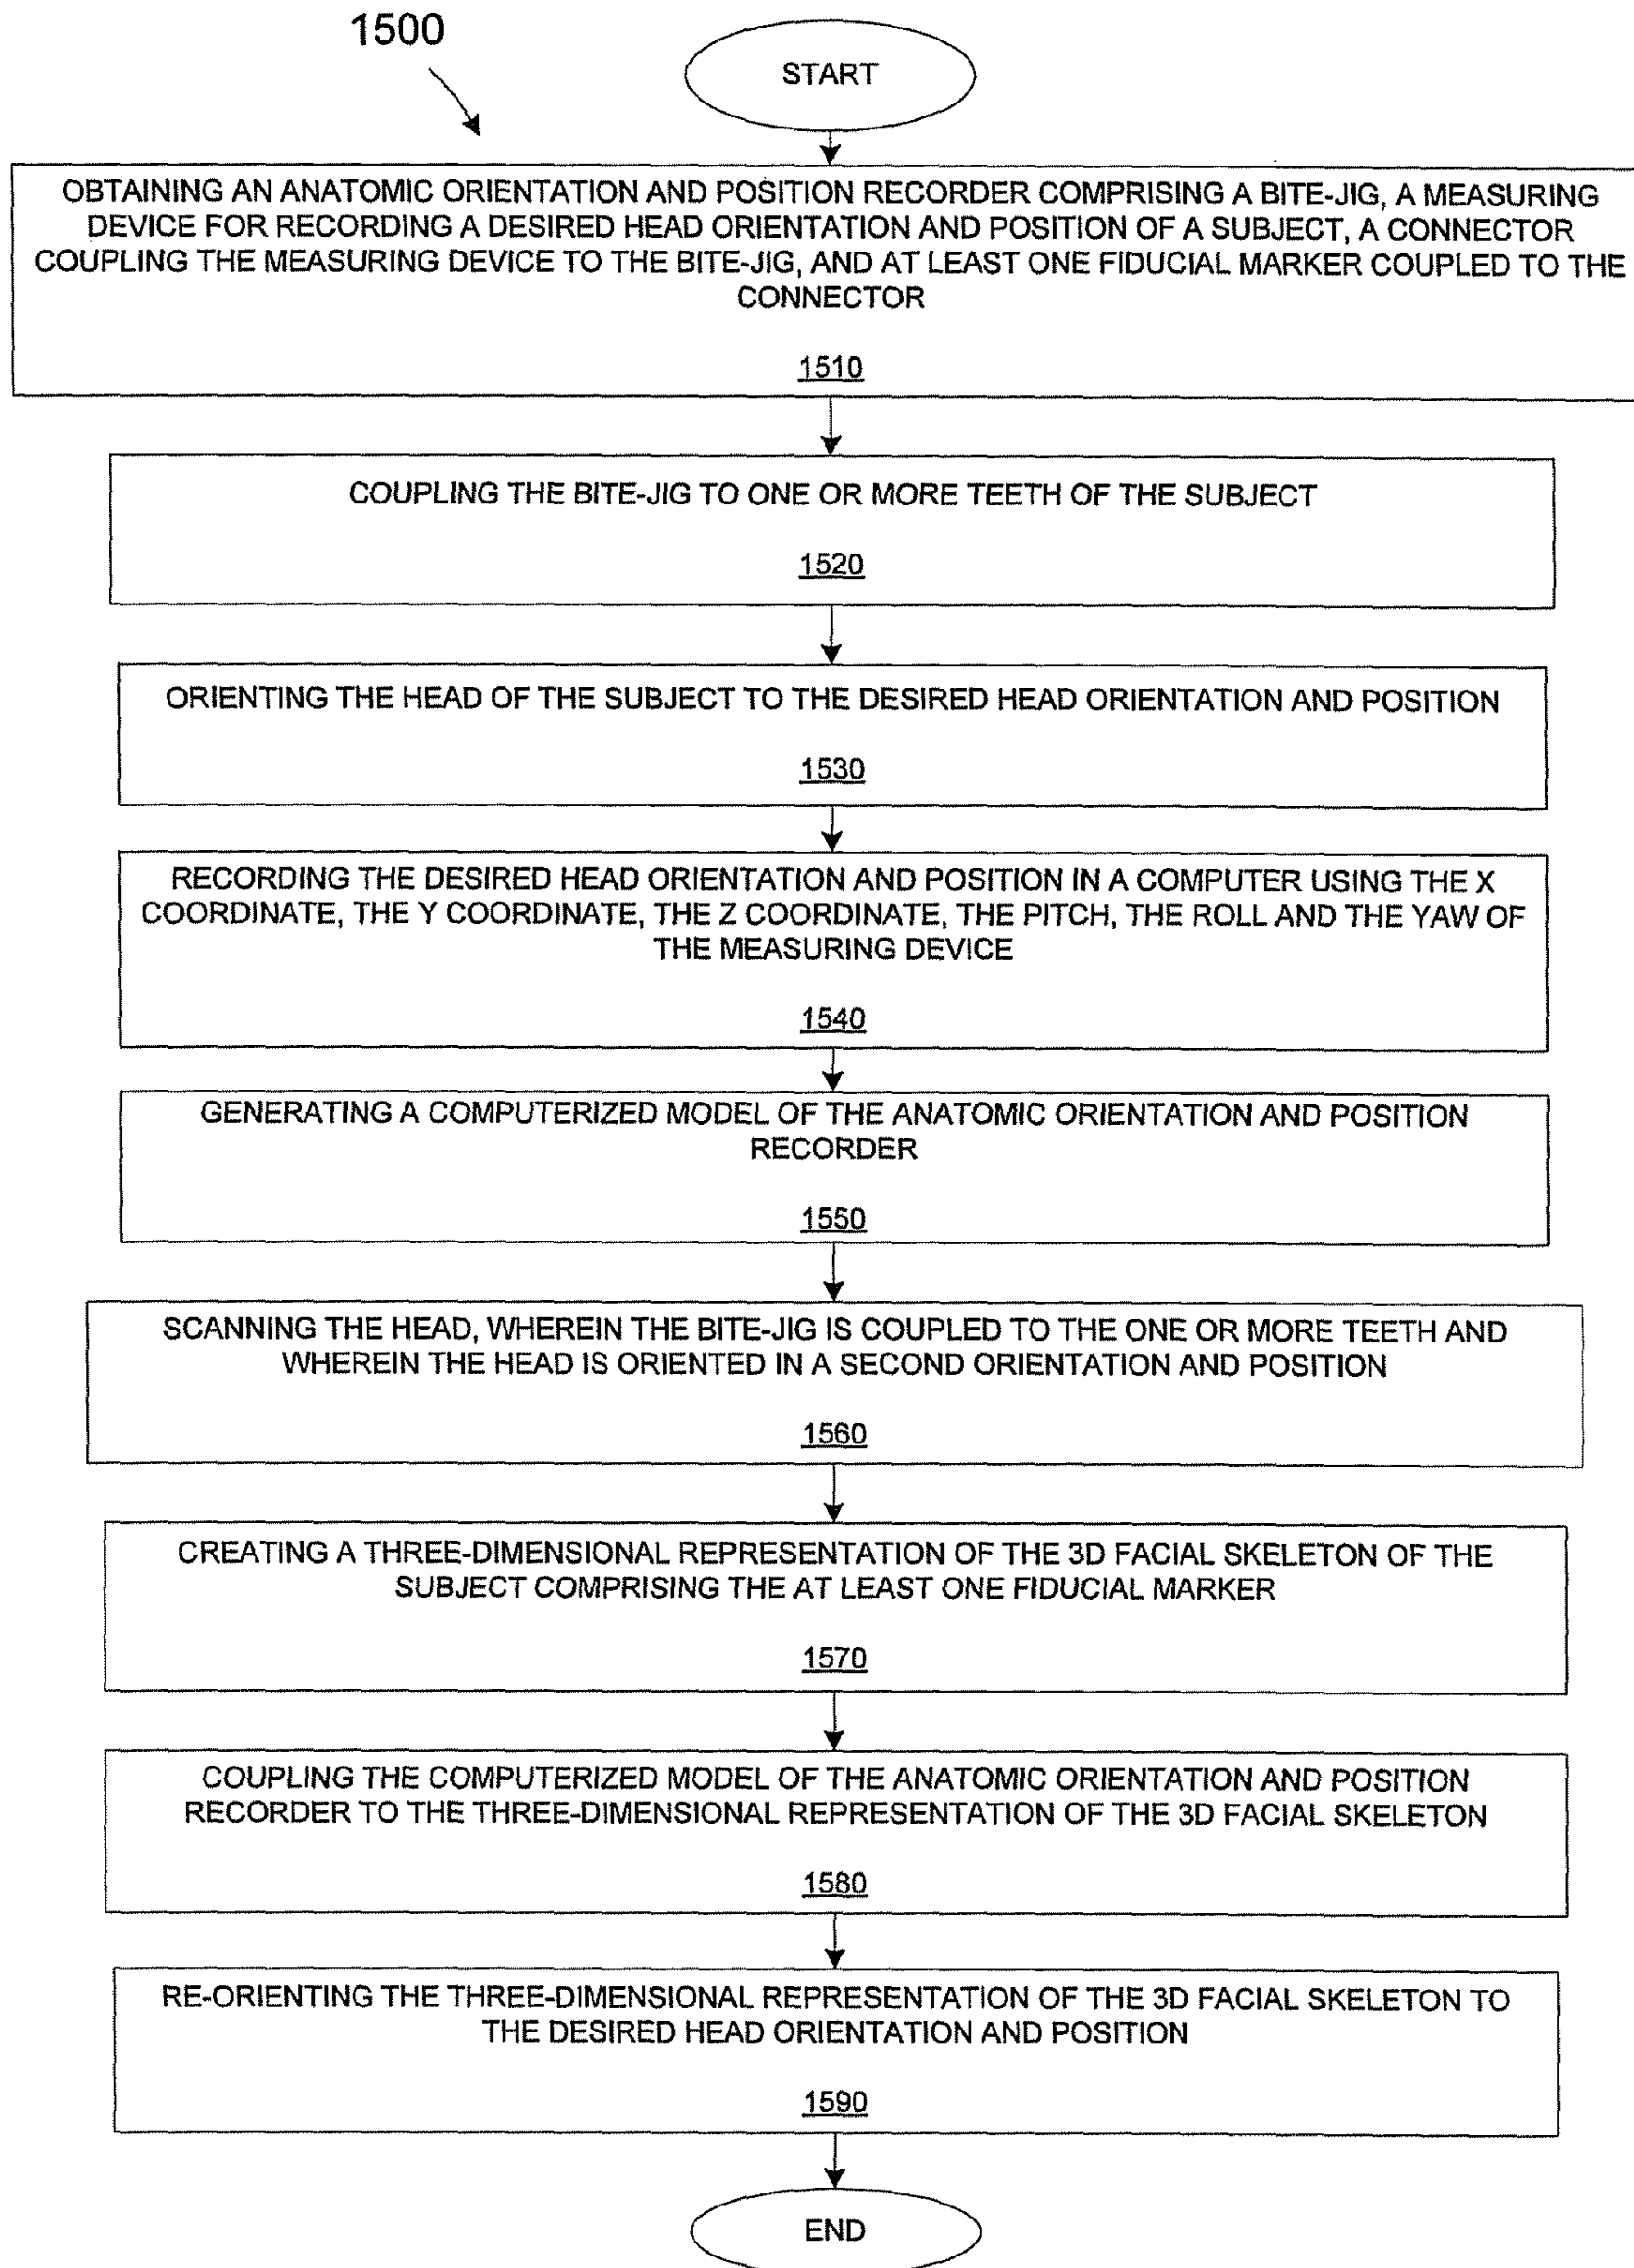 1500
START
OBTAINING AN ANATOMIC ORIENTATION AND POSITION RECORDER COMPRISING A BITE-JIG, A MEASURING
DEVICE FOR RECORDING A DESIRED HEAD ORIENTATION AND POSITION OF A SUBJECT, A CONNECTOR
COUPLING THE MEASURING DEVICE TO THE BITE-JIG, AND AT LEAST ONE FIDUCIAL MARKER COUPLED TO THE
CONNECTOR
1510
COUPLING THE BITE-JIG TO ONE OR MORE TEETH OF THE SUBJECT
1520
ORIENTING THE HEAD OF THE SUBJECT TO THE DESIRED HEAD ORIENTATION AND POSITION
1530
RECORDING THE DESIRED HEAD ORIENTATION AND POSITION IN A COMPUTER USING THE X
COORDINATE, THE Y COORDINATE, THE Z COORDINATE, THE PITCH, THE ROLL AND THE YAW OF
THE MEASURING DEVICE
1540
GENERATING A COMPUTERIZED MODEL OF THE ANATOMIC ORIENTATION AND POSITION
RECORDER
1550
SCANNING THE HEAD, WHEREIN THE BITE-JIG IS COUPLED TO THE ONE OR MORE TEETH AND
WHEREIN THE HEAD IS ORIENTED IN A SECOND ORIENTATION AND POSITION
1560
CREATING A THREE-DIMENSIONAL REPRESENTATION OF THE 3D FACIAL SKELETON OF THE
SUBJECT COMPRISING THE AT LEAST ONE FIDUCIAL MARKER
1570
COUPLING THE COMPUTERIZED MODEL OF THE ANATOMIC ORIENTATION AND POSITION
RECORDER TO THE THREE-DIMENSIONAL REPRESENTATION OF THE 3D FACIAL SKELETON
1580
RE-ORIENTING THE THREE-DIMENSIONAL REPRESENTATION OF THE 3D FACIAL SKELETON TO
THE DESIRED HEAD ORIENTATION AND POSITION
1590
END